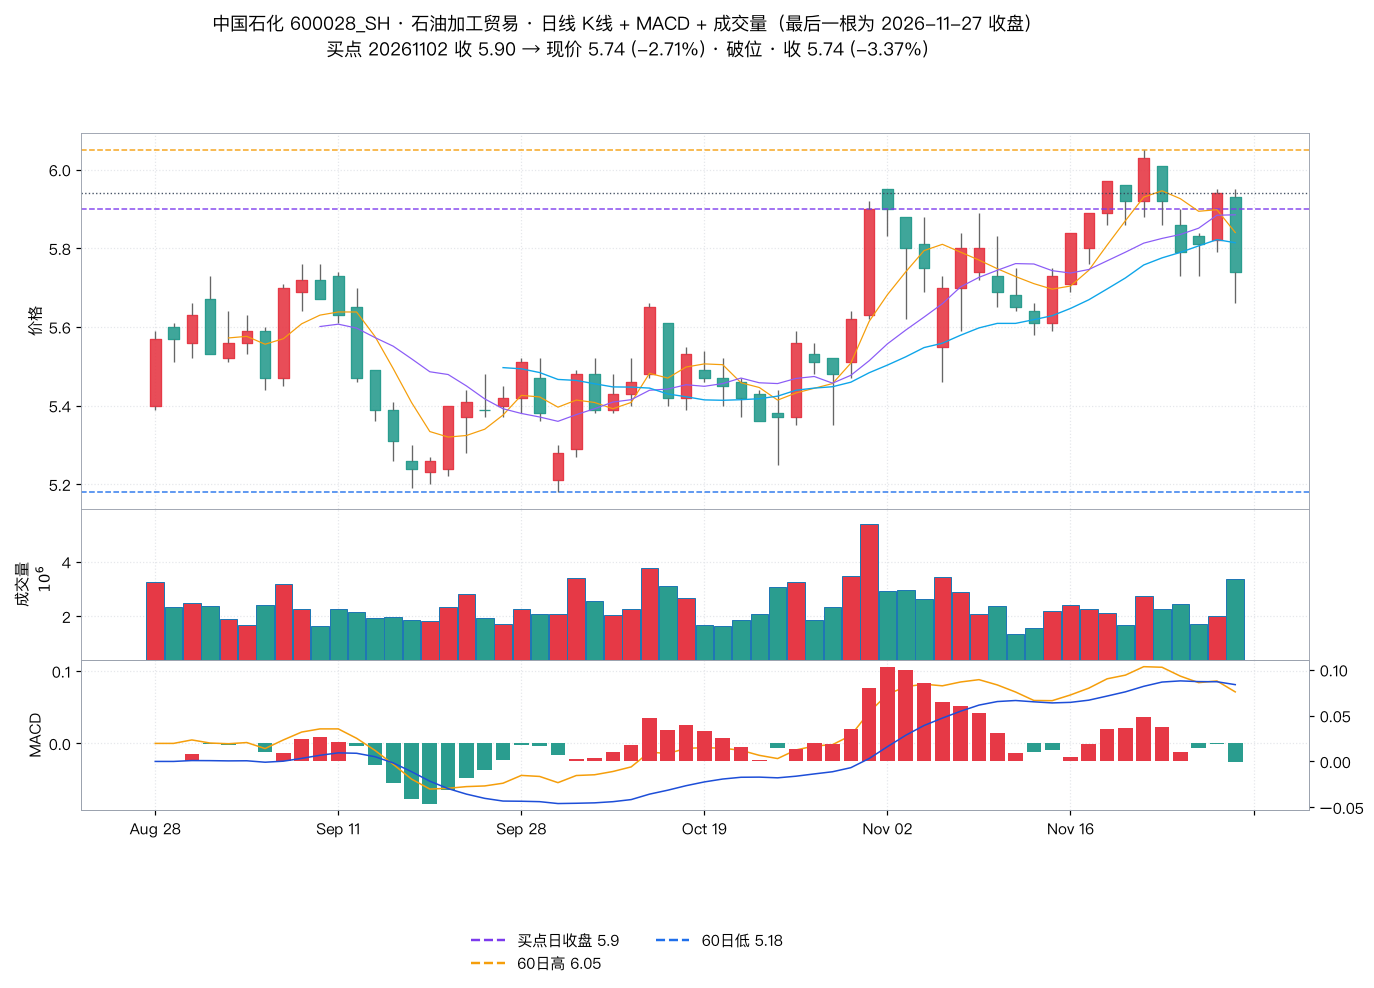 中国石化 600028_SH · 石油加工贸易 · 日线 K线 + MACD + 成交量（最后一根为 2026−11−27 收盘）
买点 20261102 收 5.90 → 现价 5.74 (−2.71%) · 破位 · 收 5.74 (−3.37%)
价格
6.0
5.8
5.6
5.4
5.2
成交量
10⁶
4
2
MACD
0.1
0.0
0.10
0.05
0.00
−0.05
Aug 28
Sep 11
Sep 28
Oct 19
Nov 02
Nov 16
买点日收盘 5.9
60日高 6.05
60日低 5.18